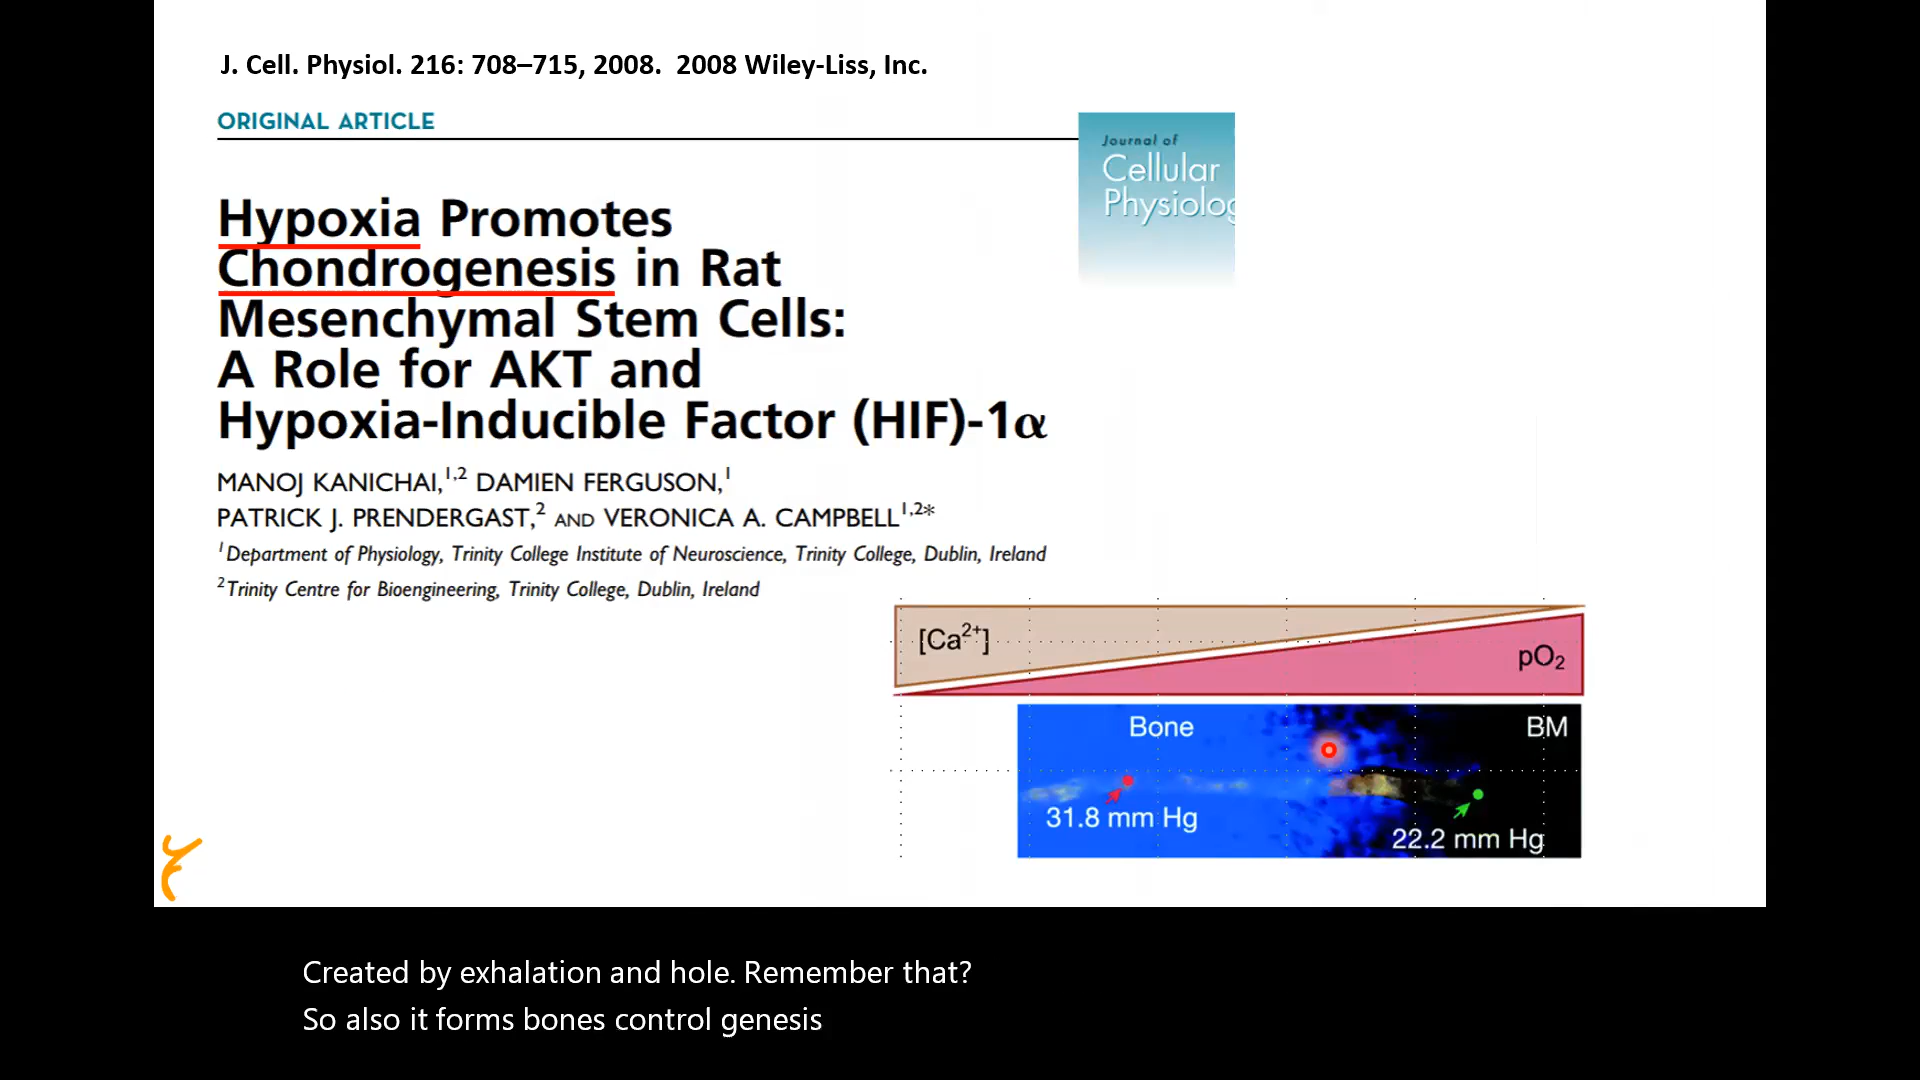 J. Cell. Physiol. 216: 708–715, 2008.  2008 Wiley-Liss, Inc.
ORIGINAL ARTICLE
Journal of
Cellular
Physiolog
Hypoxia Promotes
Chondrogenesis in Rat
Mesenchymal Stem Cells:
A Role for AKT and
Hypoxia-Inducible Factor (HIF)-1α
MANOJ KANICHAI,1,2 DAMIEN FERGUSON,1
PATRICK J. PRENDERGAST,2 AND VERONICA A. CAMPBELL1,2*
1Department of Physiology, Trinity College Institute of Neuroscience, Trinity College, Dublin, Ireland
2Trinity Centre for Bioengineering, Trinity College, Dublin, Ireland
[Ca2+]
pO2
Bone
BM
31.8 mm Hg
22.2 mm Hg
Created by exhalation and hole. Remember that?
So also it forms bones control genesis